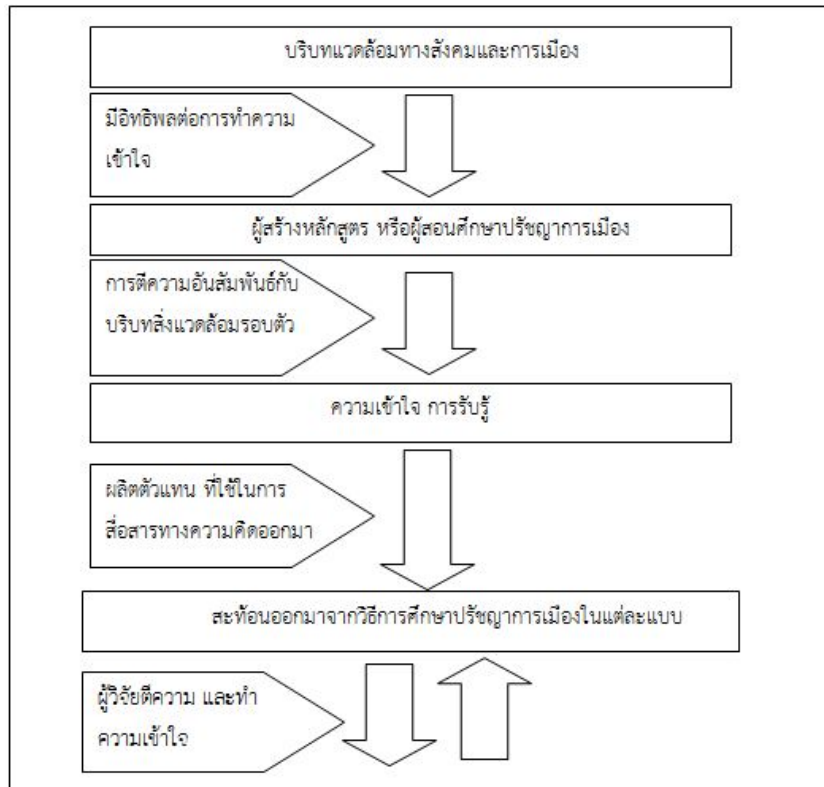 บริบทแวดล้อมทางสังคมและการเมือง
มีอิทธิพลต่อการทำความ
เข้าใจ
ผู้สร้างหลักสูตร หรือผู้สอนศึกษาปรัชญาการเมือง
การตีความอันสัมพันธ์กับ
บริบทสิ่งแวดล้อมรอบตัว
ความเข้าใจ การรับรู้
ผลิตตัวแทน ที่ใช้ในการ
สื่อสารทางความคิดออกมา
สะท้อนออกมาจากวิธีการศึกษาปรัชญาการเมืองในแต่ละแบบ
ผู้วิจัยตีความ และทำ
ความเข้าใจ